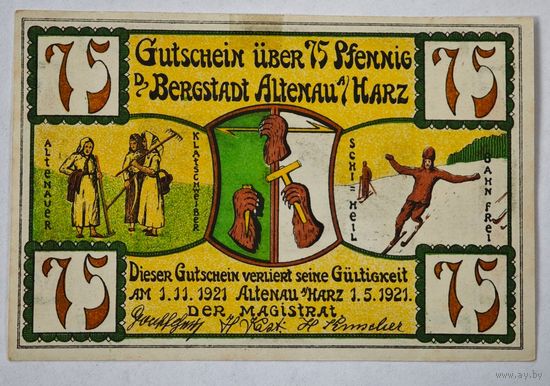 75 75
Gutschein über 75 Pfennig
D/ Bergstadt Altenau A/ Harz
ALTENAUER
KLATSCHWEIBER
SCHI=HEIL
BAHN FREI
75 75
Dieser Gutschein verliert seine Gültigkeit
AM 1.11.1921 ALTENAU A/HARZ 1.5.1921.
DER MAGISTRAT
www.ay.by